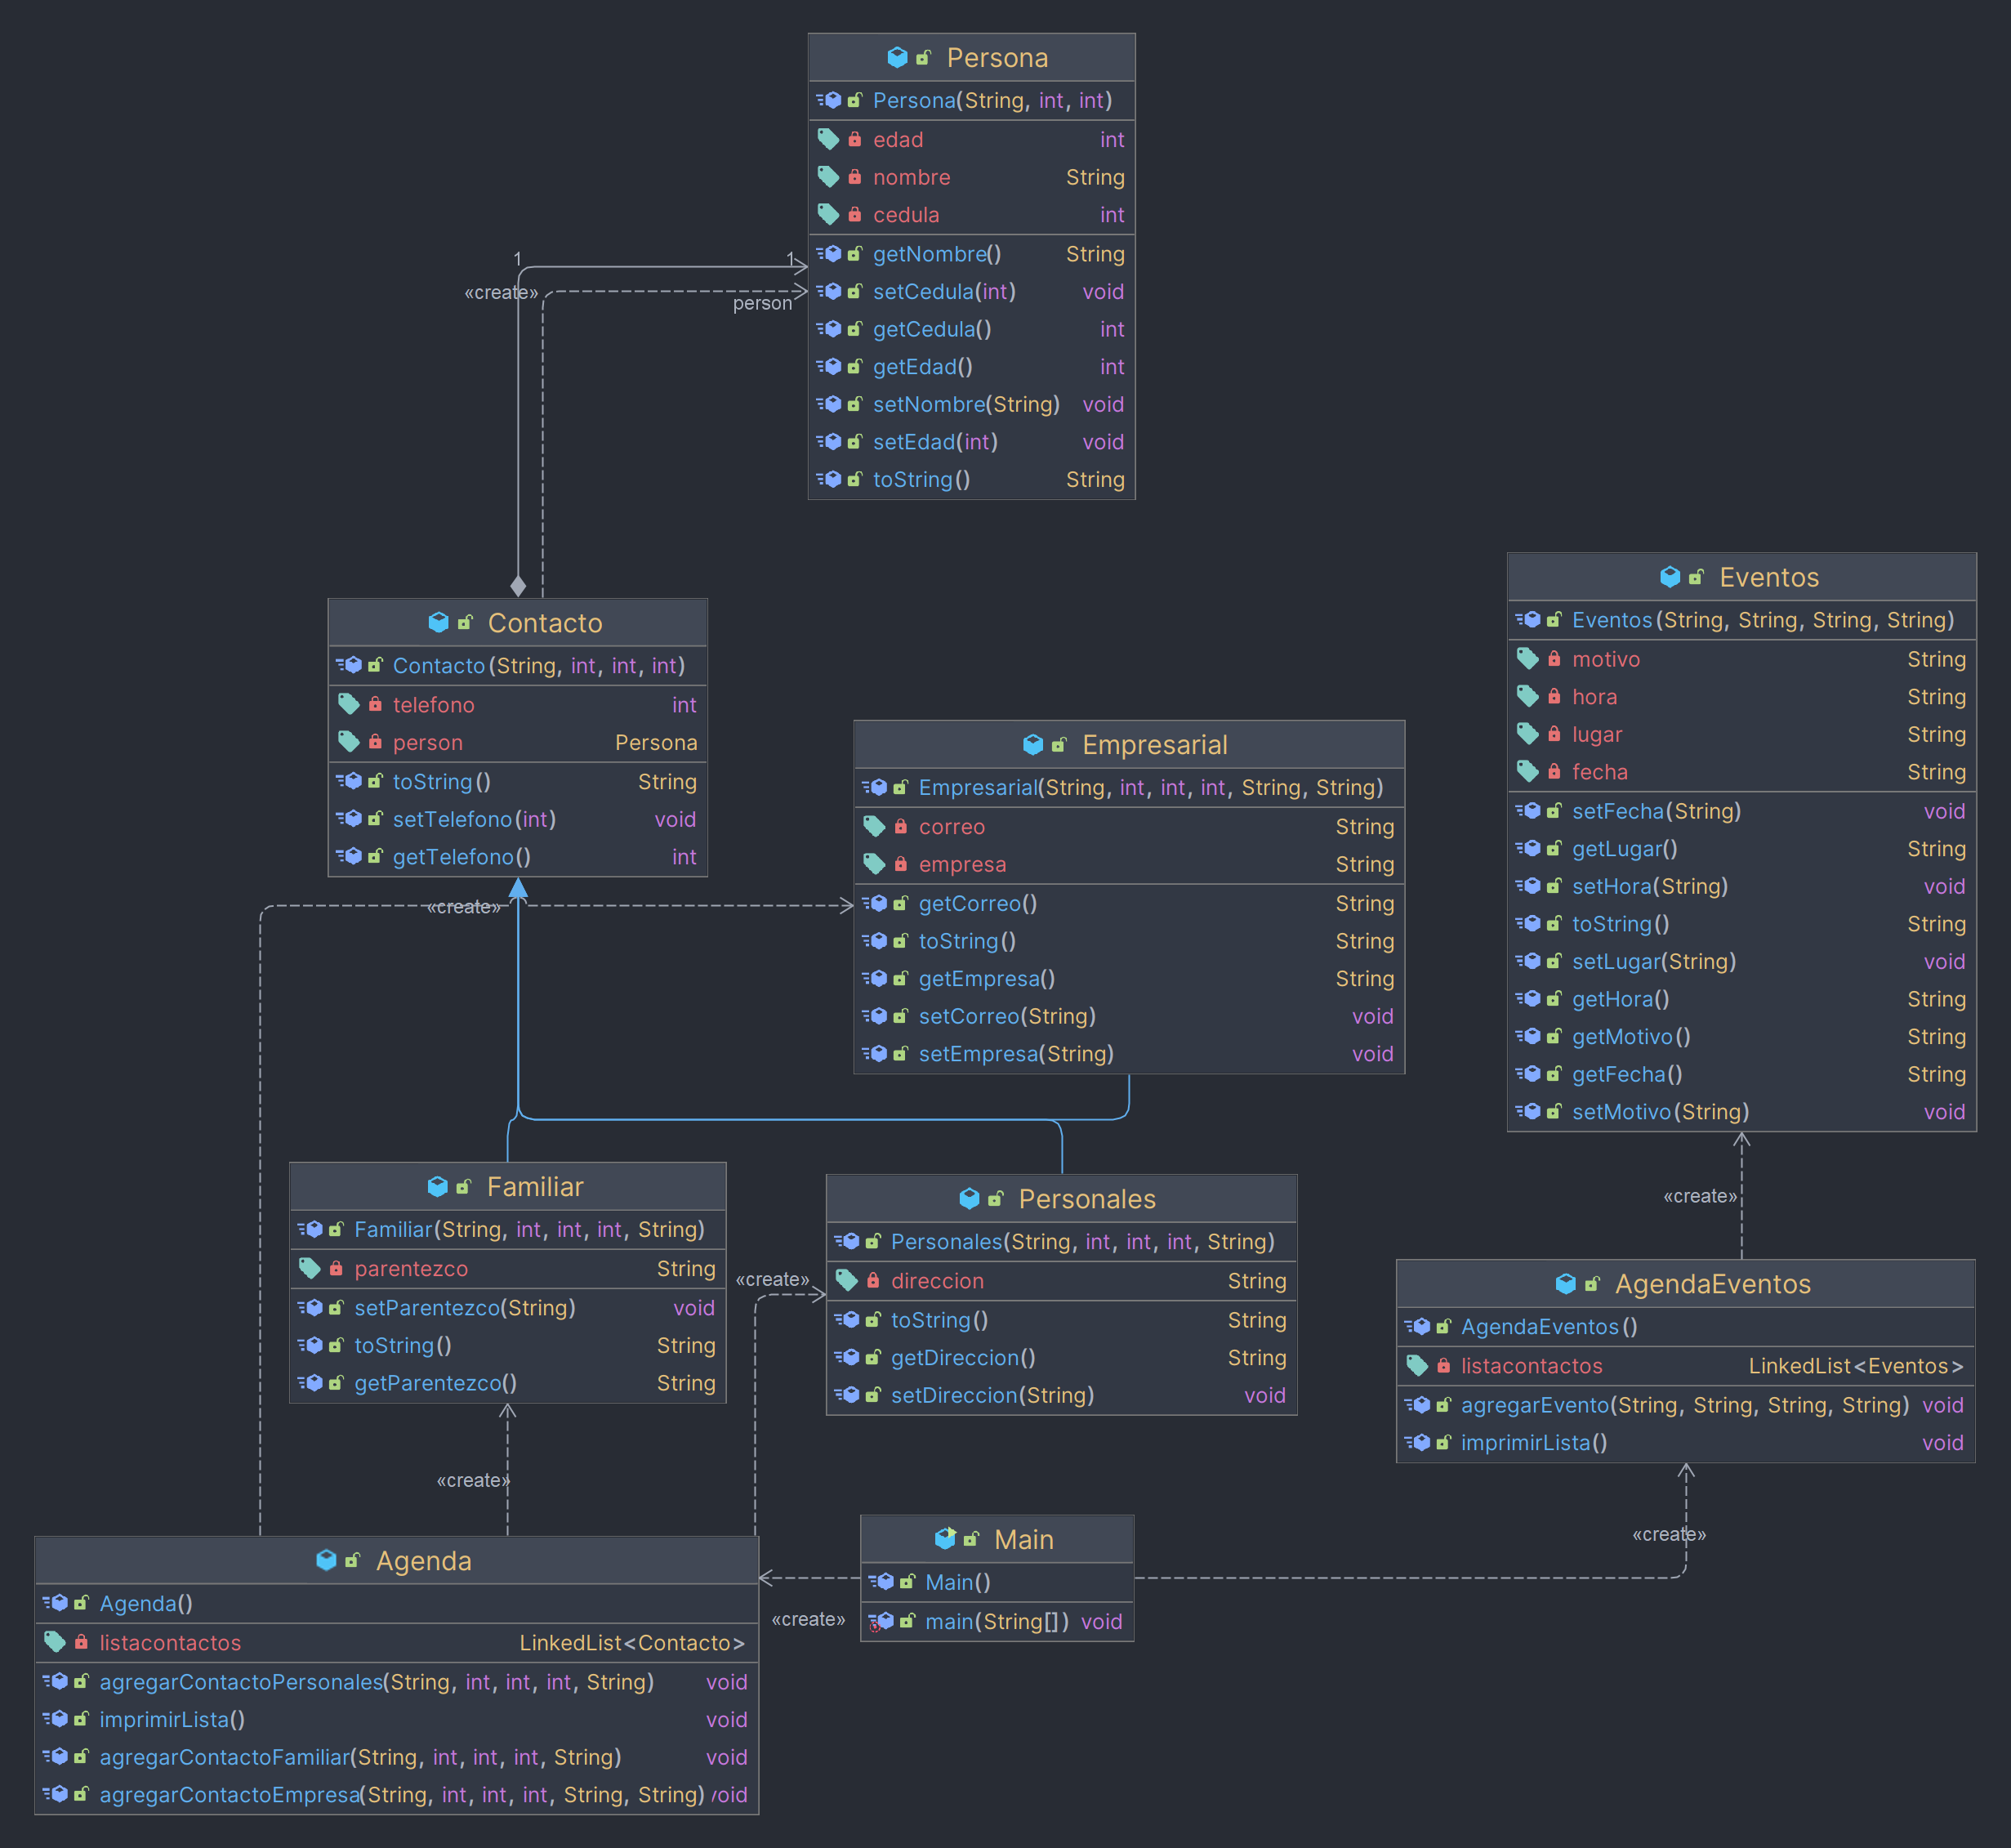 Persona
Persona(String, int, int)
edad int
nombre String
cedula int
getNombre() String
setCedula(int) void
getCedula() int
getEdad() int
setNombre(String) void
setEdad(int) void
toString() String
1
1
«create»
person
Contacto
Contacto(String, int, int, int)
telefono int
person Persona
toString() String
setTelefono(int) void
getTelefono() int
«create»
Empresarial
Empresarial(String, int, int, int, String, String)
correo String
empresa String
getCorreo() String
toString() String
getEmpresa() String
setCorreo(String) void
setEmpresa(String) void
Eventos
Eventos(String, String, String, String)
motivo String
hora String
lugar String
fecha String
setFecha(String) void
getLugar() String
setHora(String) void
toString() String
setLugar(String) void
getHora() String
getMotivo() String
getFecha() String
setMotivo(String) void
«create»
Familiar
Familiar(String, int, int, int, String)
parentezco String
setParentezco(String) void
toString() String
getParentezco() String
«create»
«create»
Personales
Personales(String, int, int, int, String)
direccion String
toString() String
getDireccion() String
setDireccion(String) void
AgendaEventos
AgendaEventos()
listacontactos LinkedList<Eventos>
agregarEvento(String, String, String, String) void
imprimirLista() void
«create»
Agenda
Agenda()
listacontactos LinkedList<Contacto>
agregarContactoPersonales(String, int, int, int, String) void
imprimirLista() void
agregarContactoFamiliar(String, int, int, int, String) void
agregarContactoEmpresa(String, int, int, int, String, String) void
«create»
Main
Main()
main(String[]) void